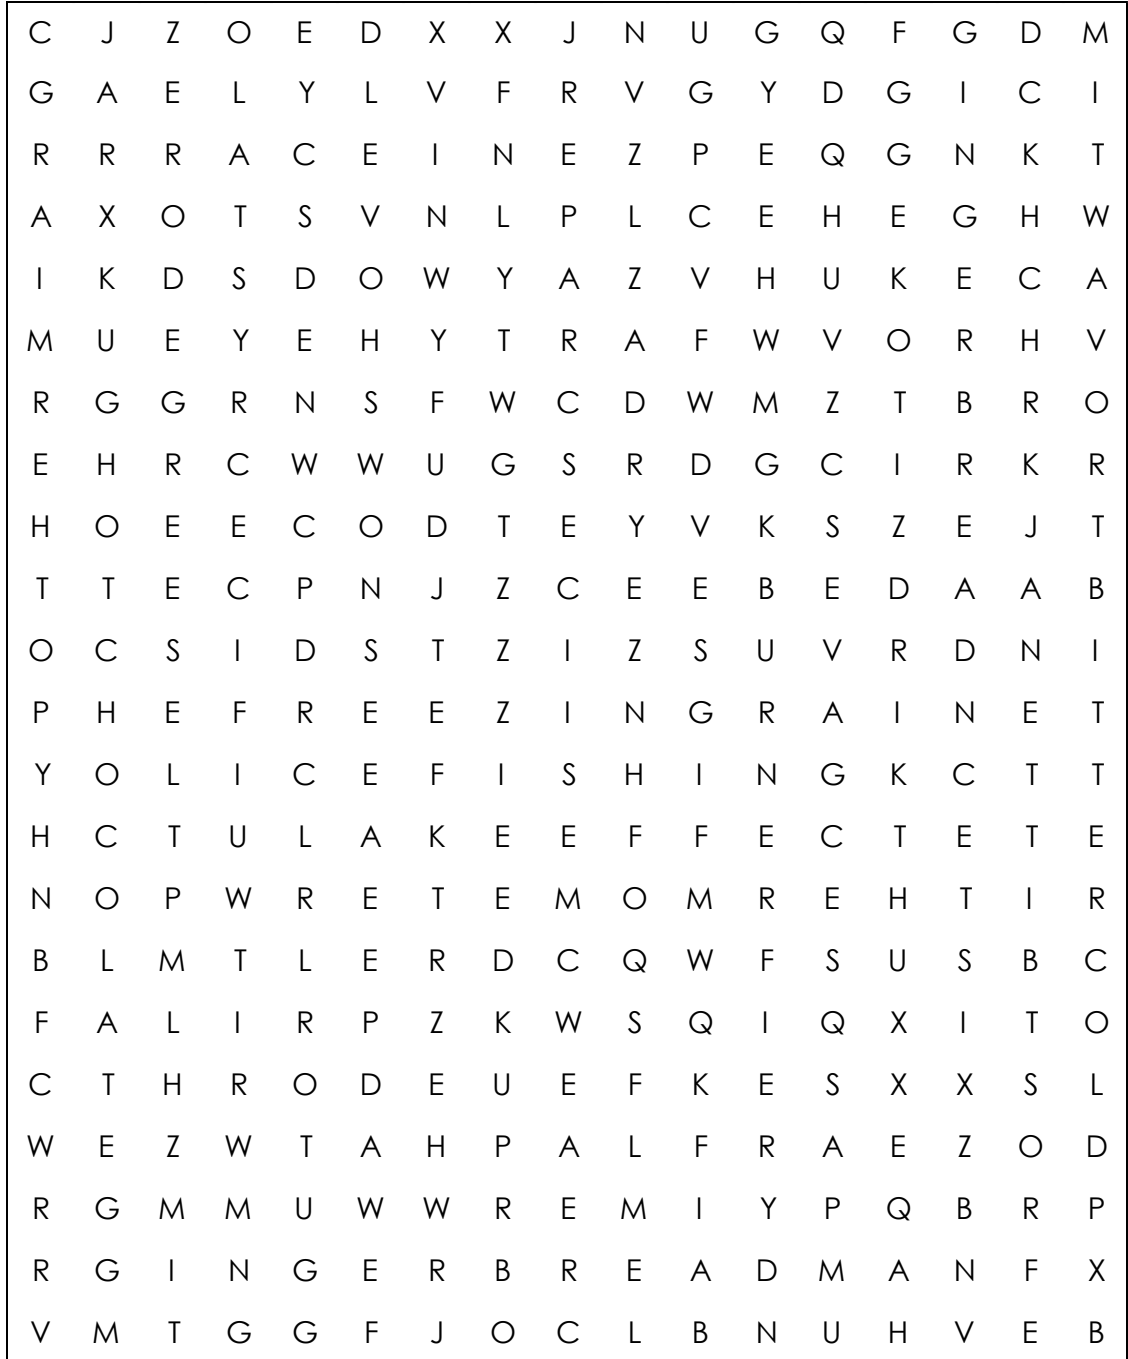 C J Z O E D X X J N U G Q F G D M
G A E L Y L V F R V G Y D G I C I
R R R A C E I N E Z P E Q G N K T
A X O T S V N L P L C E H E G H W
I K D S D O W Y A Z V H U K E C A
M U E Y E H Y T R A F W V O R H V
R G G R N S F W C D W M Z T B R O
E H R C W W U G S R D G C I R K R
H O E E C O D T E Y V K S Z E J T
T T E C P N J Z C E E B E D A A B
O C S I D S T Z I Z S U V R D N I
P H E F R E E Z I N G R A I N E T
Y O L I C E F I S H I N G K C T T
H C T U L A K E E F F E C T E T E
N O P W R E T E M O M R E H T I R
B L M T L E R D C Q W F S U S B C
F A L I R P Z K W S Q I Q X I T O
C T H R O D E U E F K E S X X S L
W E Z W T A H P A L F R A E Z O D
R G M M U W W R E M I Y P Q B R P
R G I N G E R B R E A D M A N F X
V M T G G F J O C L B N U H V E B